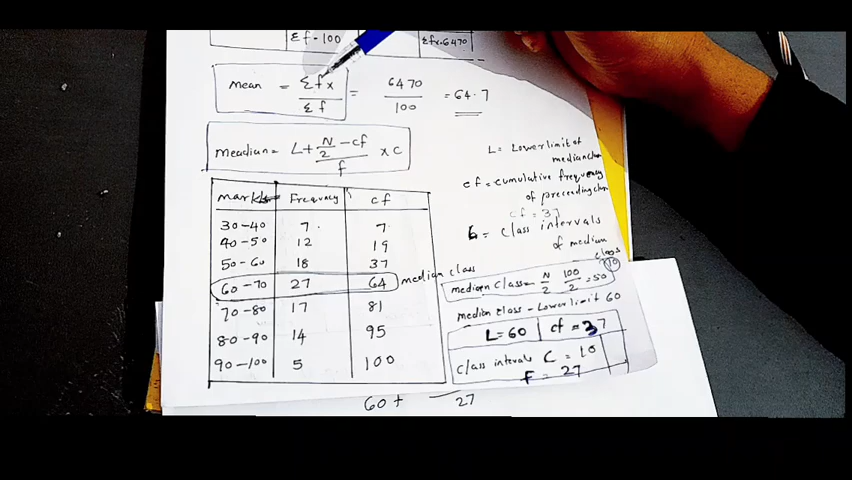 Σf=100 Σfx=6470
Mean = Σfx / Σf = 6470 / 100 = 64.7
Meadian = L+ N/2 -cf / f ×C
L= Lower limit of
median class
cf = cumulative frequency
of preceeding class
cf = 37
C = Class intervals
of median
class
10
marks Frequency cf
30-40 7 7
40-50 12 19
50-60 18 37
60-70 27 64 median class
70-80 17 81
80-90 14 95
90-100 5 100
median Class = N/2 100/2 = 50
median class - Lower limit 60
L=60 cf = 37
class intervals C = 10
f = 27
60 + 27